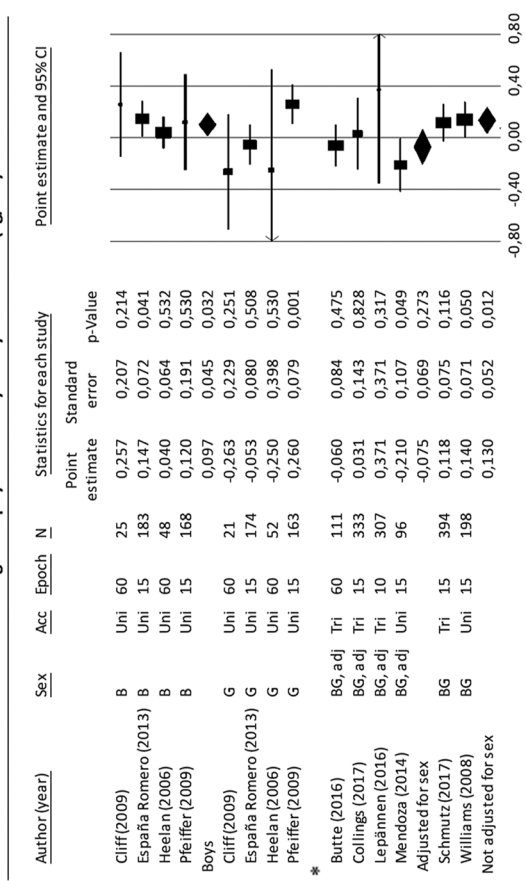 Author (year) Sex Acc Epoch N Statistics for each study Point estimate and 95% CI
Point estimate Standard error p-Value
Cliff (2009) B Uni 60 25 0,257 0,207 0,214
España Romero (2013) B Uni 15 183 0,147 0,072 0,041
Heelan (2006) B Uni 60 48 0,040 0,064 0,532
Pfeiffer (2009) B Uni 15 168 0,120 0,191 0,530
Boys 0,097 0,045 0,032
Cliff (2009) G Uni 60 21 -0,263 0,229 0,251
España Romero (2013) G Uni 15 174 -0,053 0,080 0,508
Heelan (2006) G Uni 60 52 -0,250 0,398 0,530
Pfeiffer (2009) G Uni 15 163 0,260 0,079 0,001
*
Butte (2016) BG, adj Tri 60 111 -0,060 0,084 0,475
Collings (2017) BG, adj Tri 15 333 0,031 0,143 0,828
Lepännen (2016) BG, adj Tri 10 307 0,371 0,371 0,317
Mendoza (2014) BG, adj Uni 15 96 -0,210 0,107 0,049
Adjusted for sex -0,075 0,069 0,273
Schmutz (2017) BG Tri 15 394 0,118 0,075 0,116
Williams (2008) BG Uni 15 198 0,140 0,071 0,050
Not adjusted for sex 0,130 0,052 0,012
-0,80 -0,40 0,00 0,40 0,80